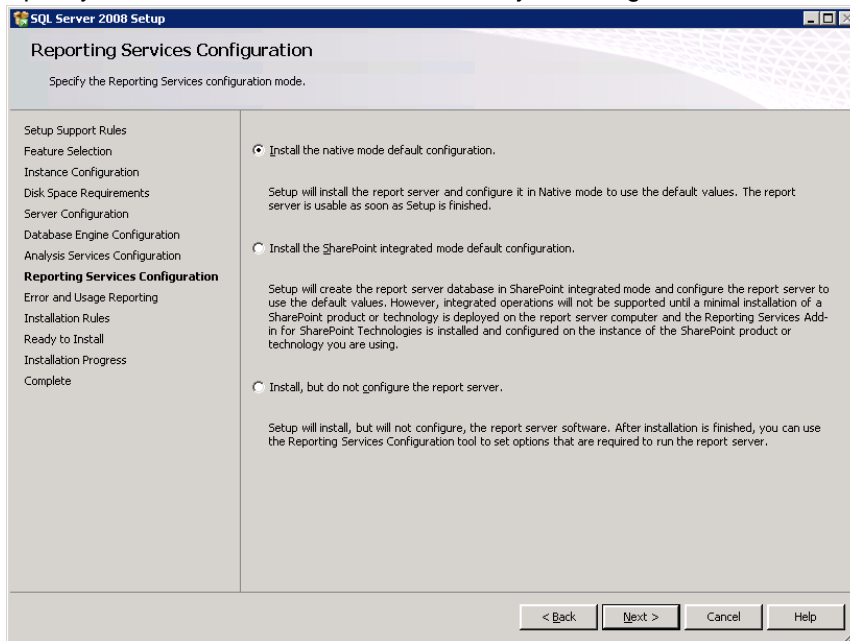 SQL Server 2008 Setup
Reporting Services Configuration
Specify the Reporting Services configuration mode.
Setup Support Rules
Feature Selection
Instance Configuration
Disk Space Requirements
Server Configuration
Database Engine Configuration
Analysis Services Configuration
Reporting Services Configuration
Error and Usage Reporting
Installation Rules
Ready to Install
Installation Progress
Complete
Install the native mode default configuration.
Setup will install the report server and configure it in Native mode to use the default values. The report
server is usable as soon as Setup is finished.
Install the SharePoint integrated mode default configuration.
Setup will create the report server database in SharePoint integrated mode and configure the report server to
use the default values. However, integrated operations will not be supported until a minimal installation of a
SharePoint product or technology is deployed on the report server computer and the Reporting Services Add-
in for SharePoint Technologies is installed and configured on the instance of the SharePoint product or
technology you are using.
Install, but do not configure the report server.
Setup will install, but will not configure, the report server software. After installation is finished, you can use
the Reporting Services Configuration tool to set options that are required to run the report server.
< Back
Next >
Cancel
Help